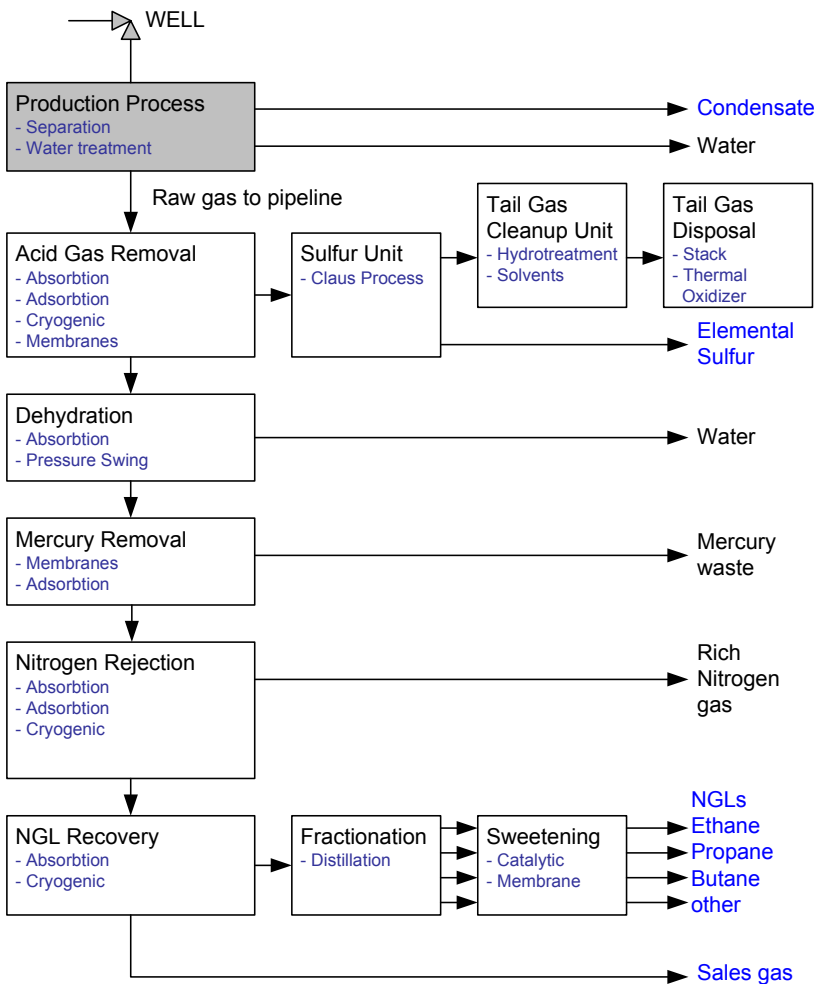 WELL
Production Process
- Separation
- Water treatment
Condensate
Water
Raw gas to pipeline
Acid Gas Removal
- Absorbtion
- Adsorbtion
- Cryogenic
- Membranes
Sulfur Unit
- Claus Process
Tail Gas
Cleanup Unit
- Hydrotreatment
- Solvents
Tail Gas
Disposal
- Stack
- Thermal
Oxidizer
Elemental
Sulfur
Dehydration
- Absorbtion
- Pressure Swing
Water
Mercury Removal
- Membranes
- Adsorbtion
Mercury
waste
Nitrogen Rejection
- Absorbtion
- Adsorbtion
- Cryogenic
Rich
Nitrogen
gas
NGL Recovery
- Absorbtion
- Cryogenic
Fractionation
- Distillation
Sweetening
- Catalytic
- Membrane
NGLs
Ethane
Propane
Butane
other
Sales gas